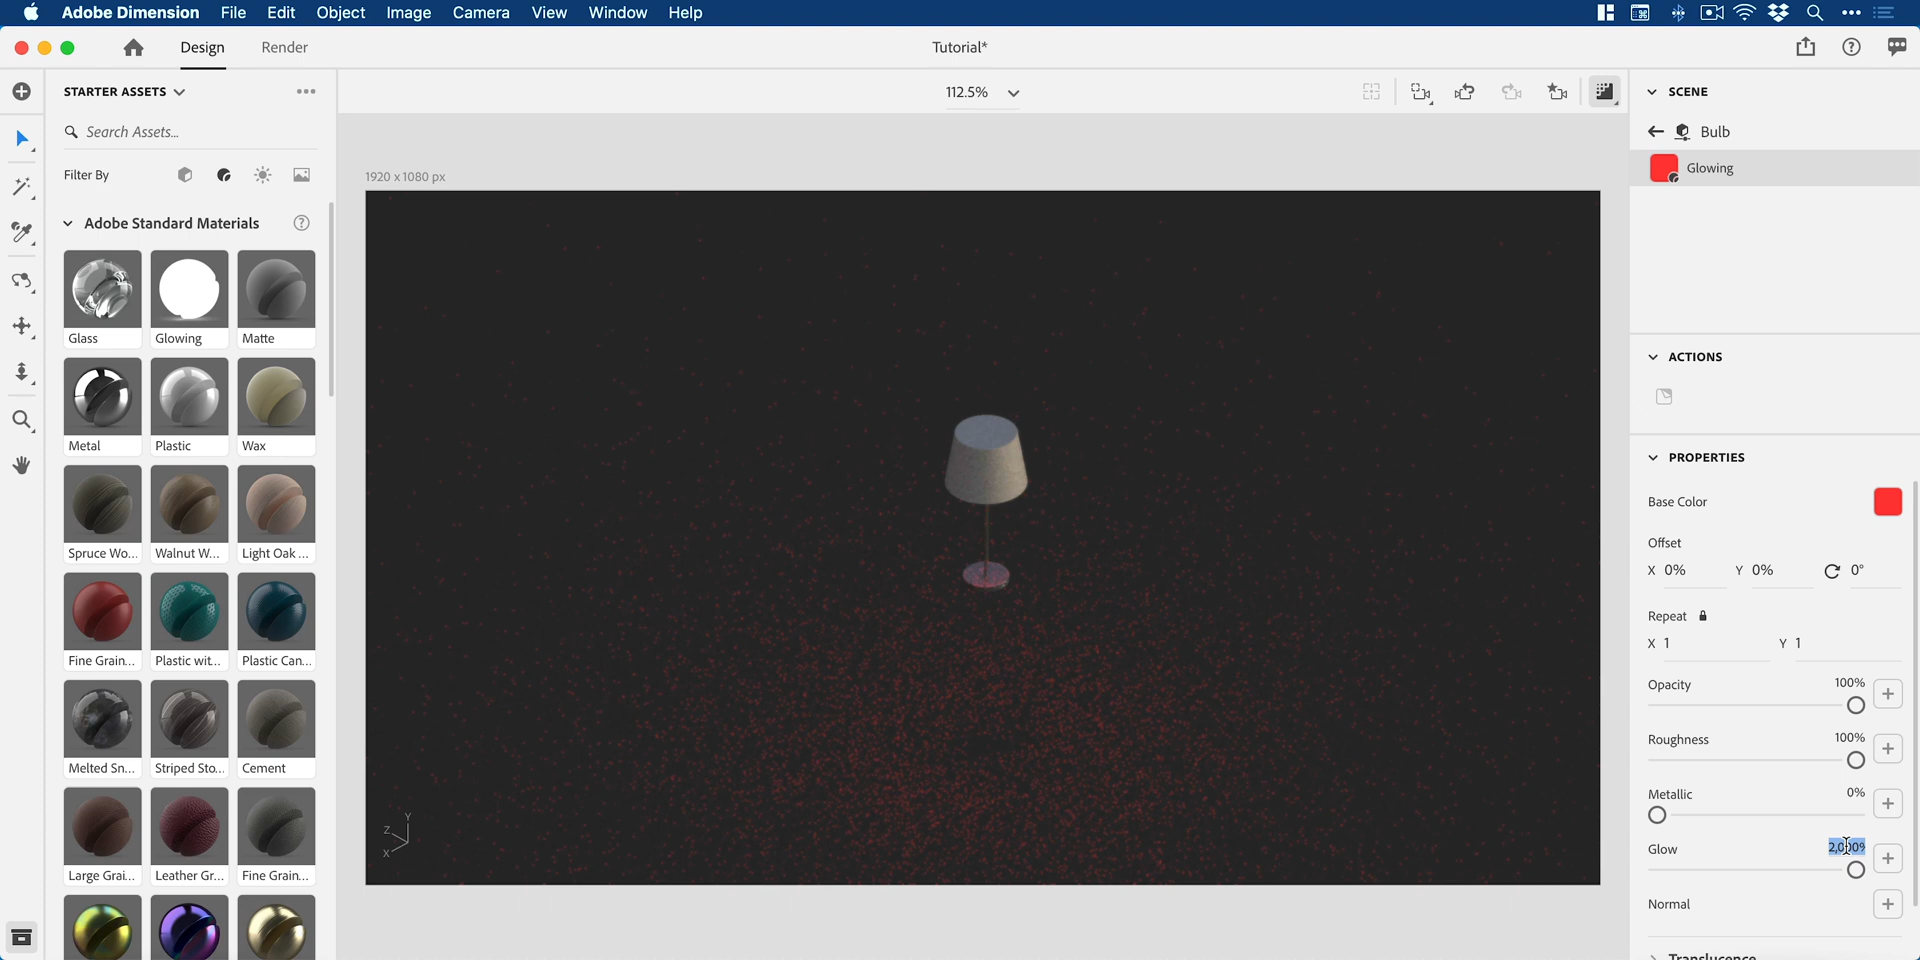 Adobe Dimension File Edit Object Image Camera View Window Help
Design Render Tutorial*
STARTER ASSETS
112.5%
SCENE
Search Assets...
Bulb
Filter By
Glowing
1920 x 1080 px
Adobe Standard Materials
Glass Glowing Matte
Metal Plastic Wax
Spruce Wo... Walnut W... Light Oak ...
Fine Grain... Plastic wit... Plastic Can...
Melted Sn... Striped Sto... Cement
Large Grai... Leather Gr... Fine Grain...
Y
Z
X
ACTIONS
PROPERTIES
Base Color
Offset
X 0% Y 0% 0°
Repeat
X 1 Y 1
Opacity 100%
Roughness 100%
Metallic 0%
Glow 2,000%
Normal
Translucence